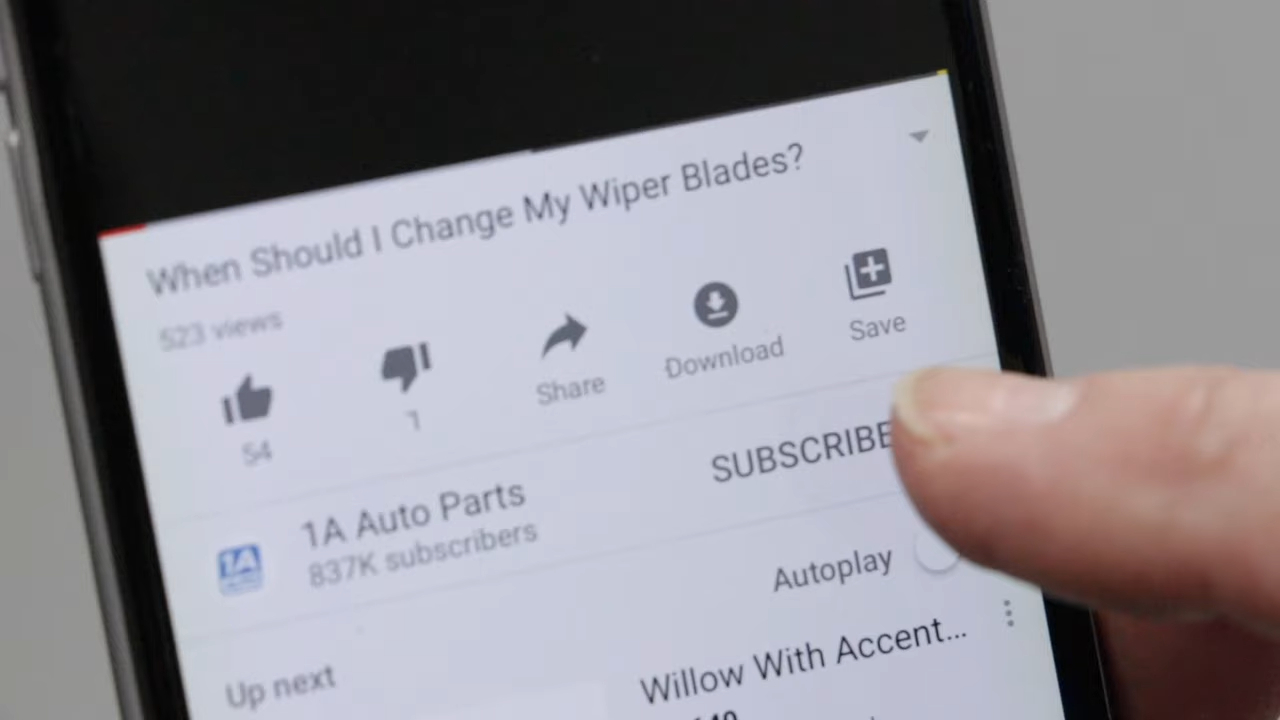 When Should I Change My Wiper Blades?
523 views
54
1
Share
Download
Save
1A Auto Parts
837K subscribers
SUBSCRIBE
1A
Autoplay
Up next
Willow With Accent...